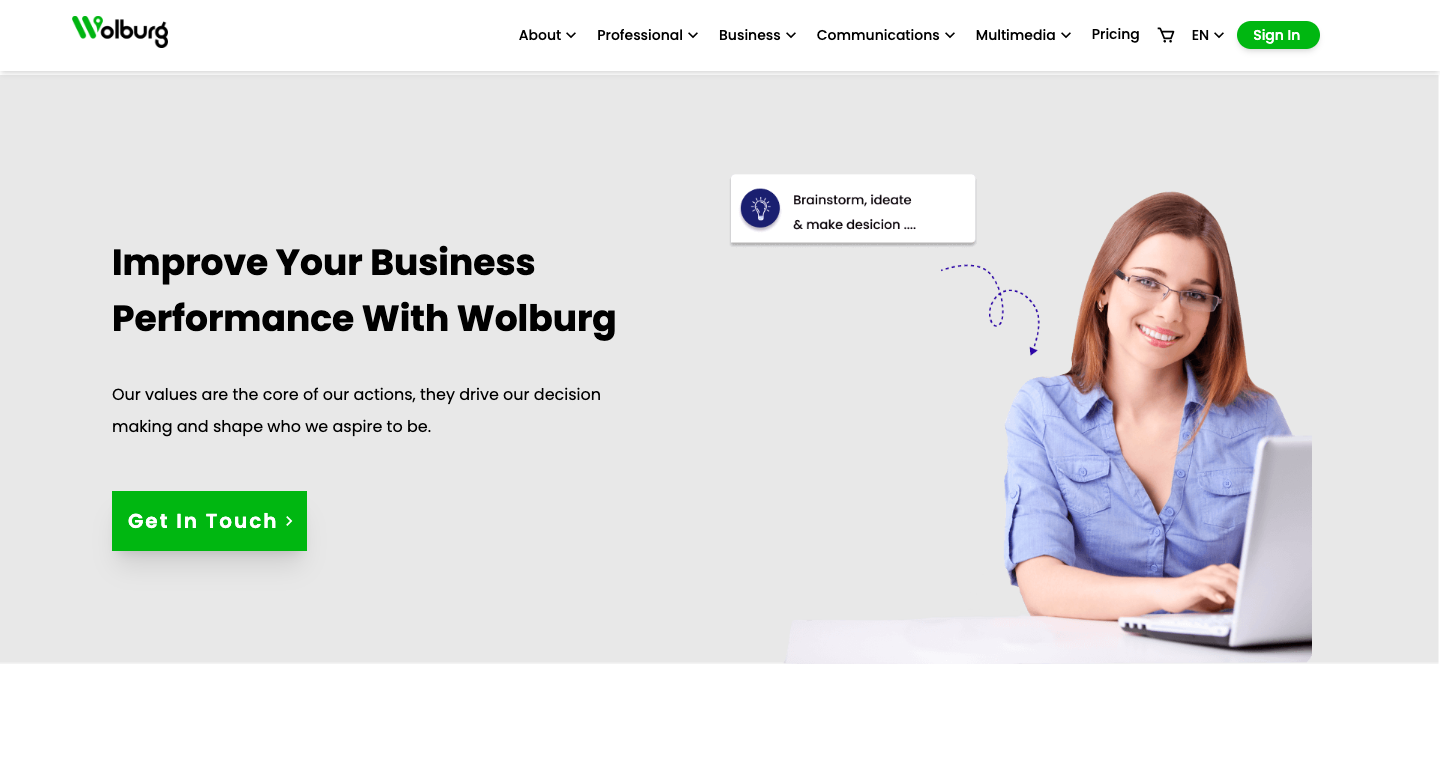 Wolburg
About
Professional
Business
Communications
Multimedia
Pricing
EN
Sign In
Brainstorm, ideate
& make desicion ....
Improve Your Business
Performance With Wolburg
Our values are the core of our actions, they drive our decision
making and shape who we aspire to be.
Get In Touch